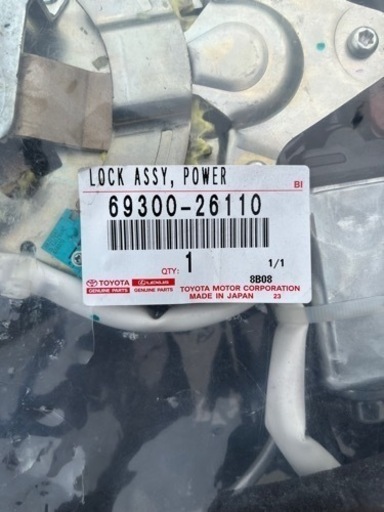 LOCK ASSY, POWER
BI
69300-26110
QTY: 1 1/1
8B08
TOYOTA LEXUS TOYOTA MOTOR CORPORATION
GENUINE PARTS GENUINE PARTS MADE IN JAPAN 23